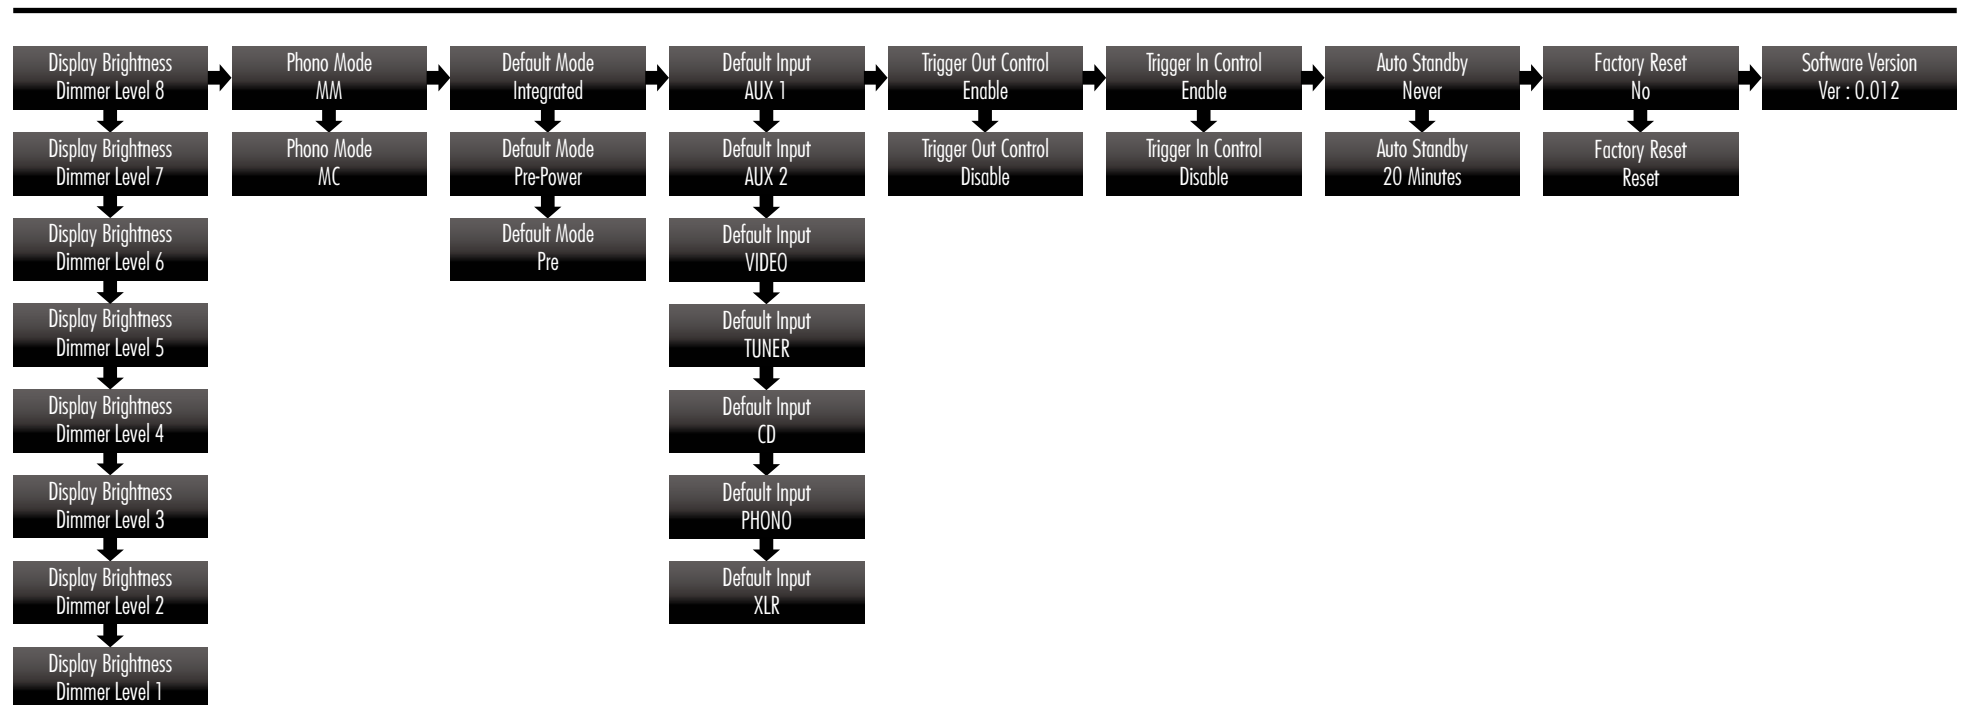 Display Brightness
Dimmer Level 8
Phono Mode
MM
Default Mode
Integrated
Default Input
AUX 1
Trigger Out Control
Enable
Trigger In Control
Enable
Auto Standby
Never
Factory Reset
No
Software Version
Ver : 0.012
Display Brightness
Dimmer Level 7
Phono Mode
MC
Default Mode
Pre-Power
Default Input
AUX 2
Trigger Out Control
Disable
Trigger In Control
Disable
Auto Standby
20 Minutes
Factory Reset
Reset
Display Brightness
Dimmer Level 6
Default Mode
Pre
Default Input
VIDEO
Display Brightness
Dimmer Level 5
Default Input
TUNER
Display Brightness
Dimmer Level 4
Default Input
CD
Display Brightness
Dimmer Level 3
Default Input
PHONO
Display Brightness
Dimmer Level 2
Default Input
XLR
Display Brightness
Dimmer Level 1